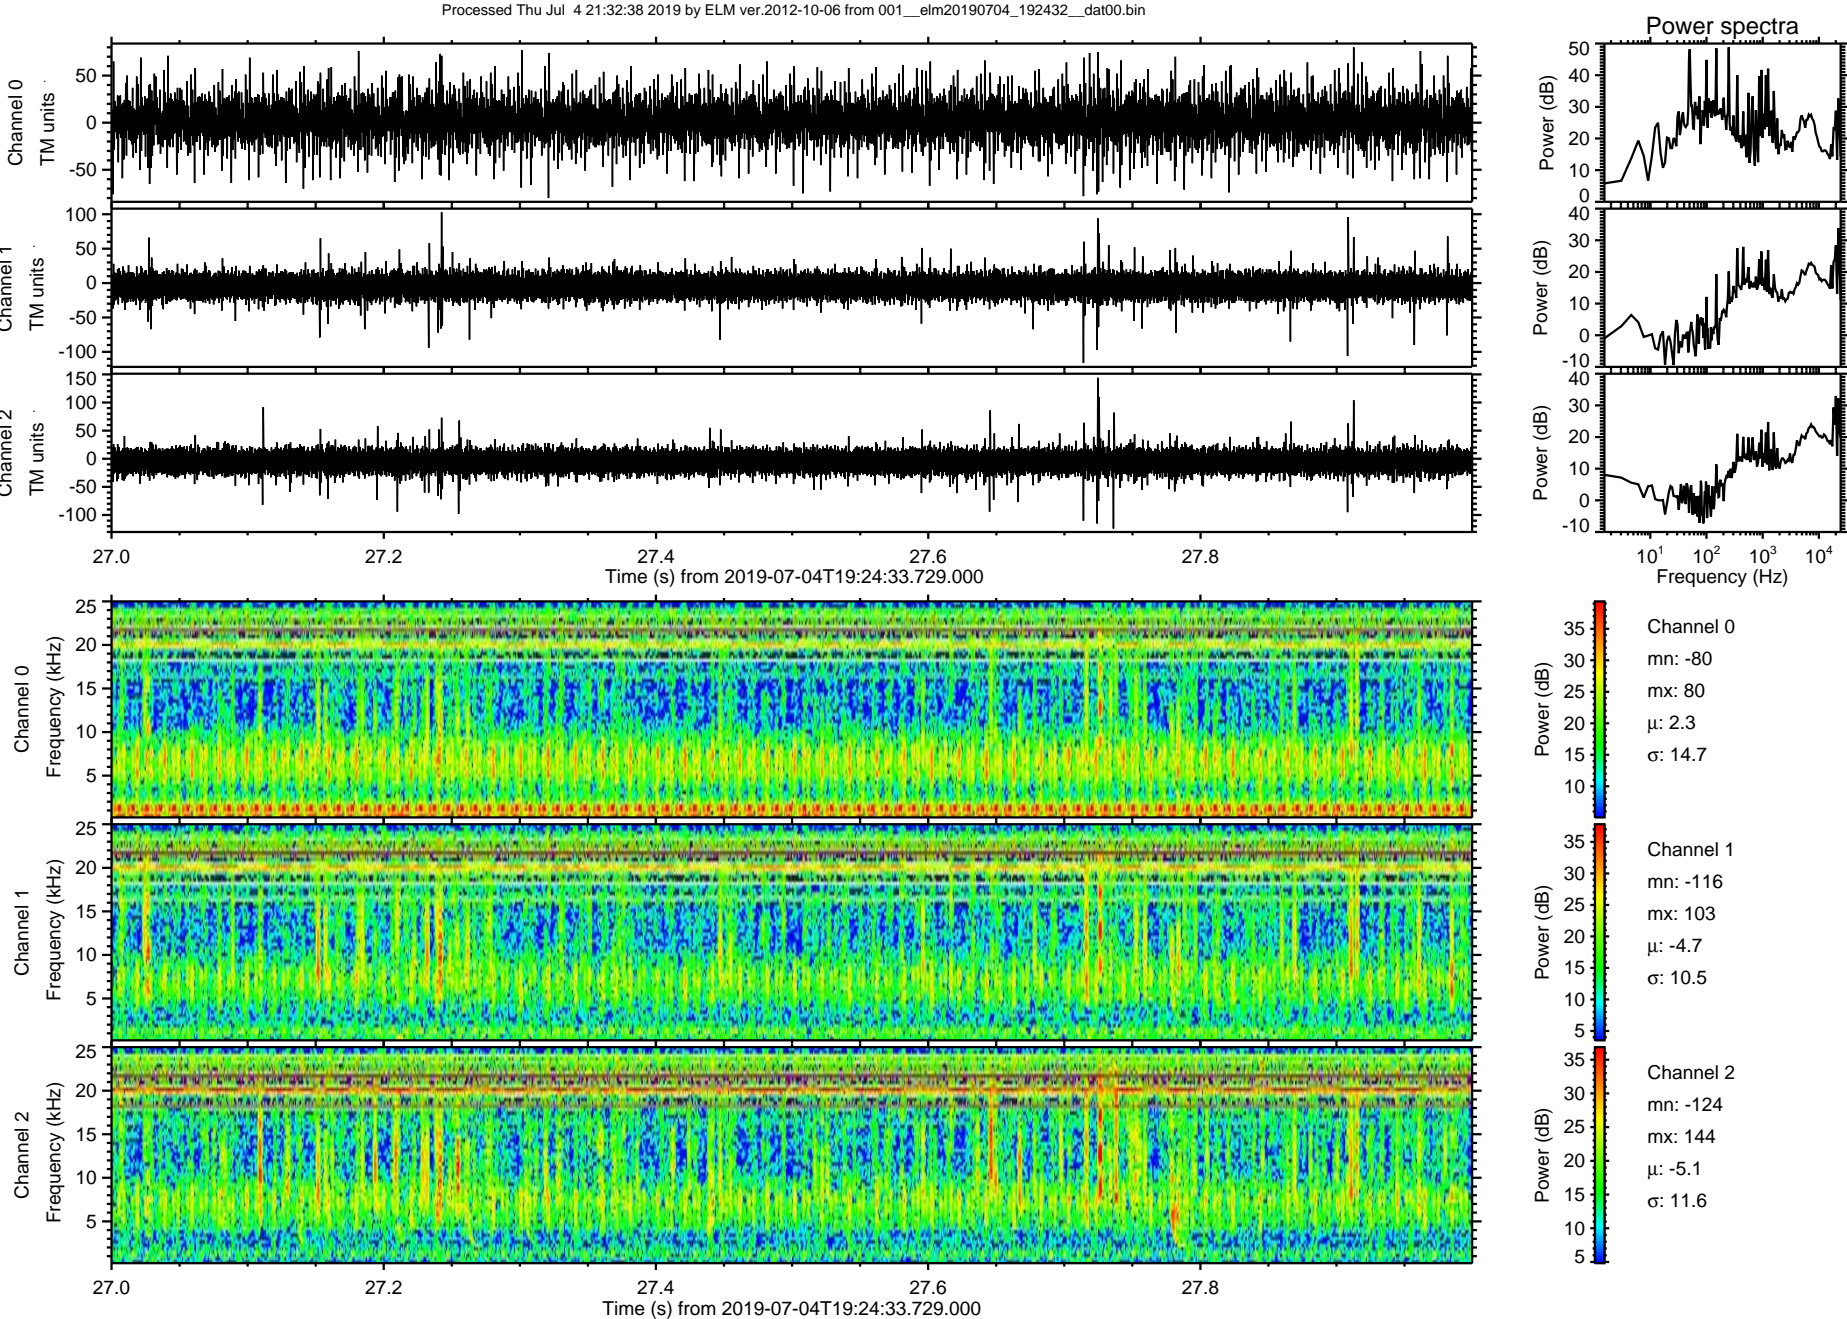 Processed Thu Jul  4 21:32:38 2019 by ELM ver.2012-10-06 from 001__elm20190704_192432__dat00.bin
Power spectra
Channel 0
TM units
50
0
-50
Power (dB)
50
40
30
20
10
0
Channel 1
TM units
100
50
0
-50
-100
Power (dB)
40
30
20
10
0
-10
Channel 2
TM units
150
100
50
0
-50
-100
Power (dB)
40
30
20
10
0
-10
27.0 27.2 27.4 27.6 27.8
Time (s) from 2019-07-04T19:24:33.729.000
10^1 10^2 10^3 10^4
Frequency (Hz)
Channel 0
Frequency (kHz)
25
20
15
10
5
Power (dB)
35
30
25
20
15
10
Channel 0
mn: -80
mx: 80
μ: 2.3
σ: 14.7
Channel 1
Frequency (kHz)
25
20
15
10
5
Power (dB)
35
30
25
20
15
10
5
Channel 1
mn: -116
mx: 103
μ: -4.7
σ: 10.5
Channel 2
Frequency (kHz)
25
20
15
10
5
Power (dB)
35
30
25
20
15
10
5
Channel 2
mn: -124
mx: 144
μ: -5.1
σ: 11.6
27.0 27.2 27.4 27.6 27.8
Time (s) from 2019-07-04T19:24:33.729.000